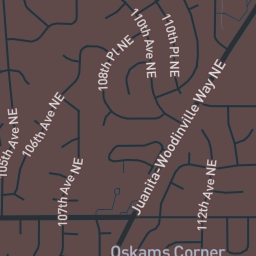 110th Ave NE
110th Pl NE
108th Pl NE
106th Ave NE
105th Ave NE
107th Ave NE
Juanita-Woodinville Way NE
112th Ave NE
Oskams Corner